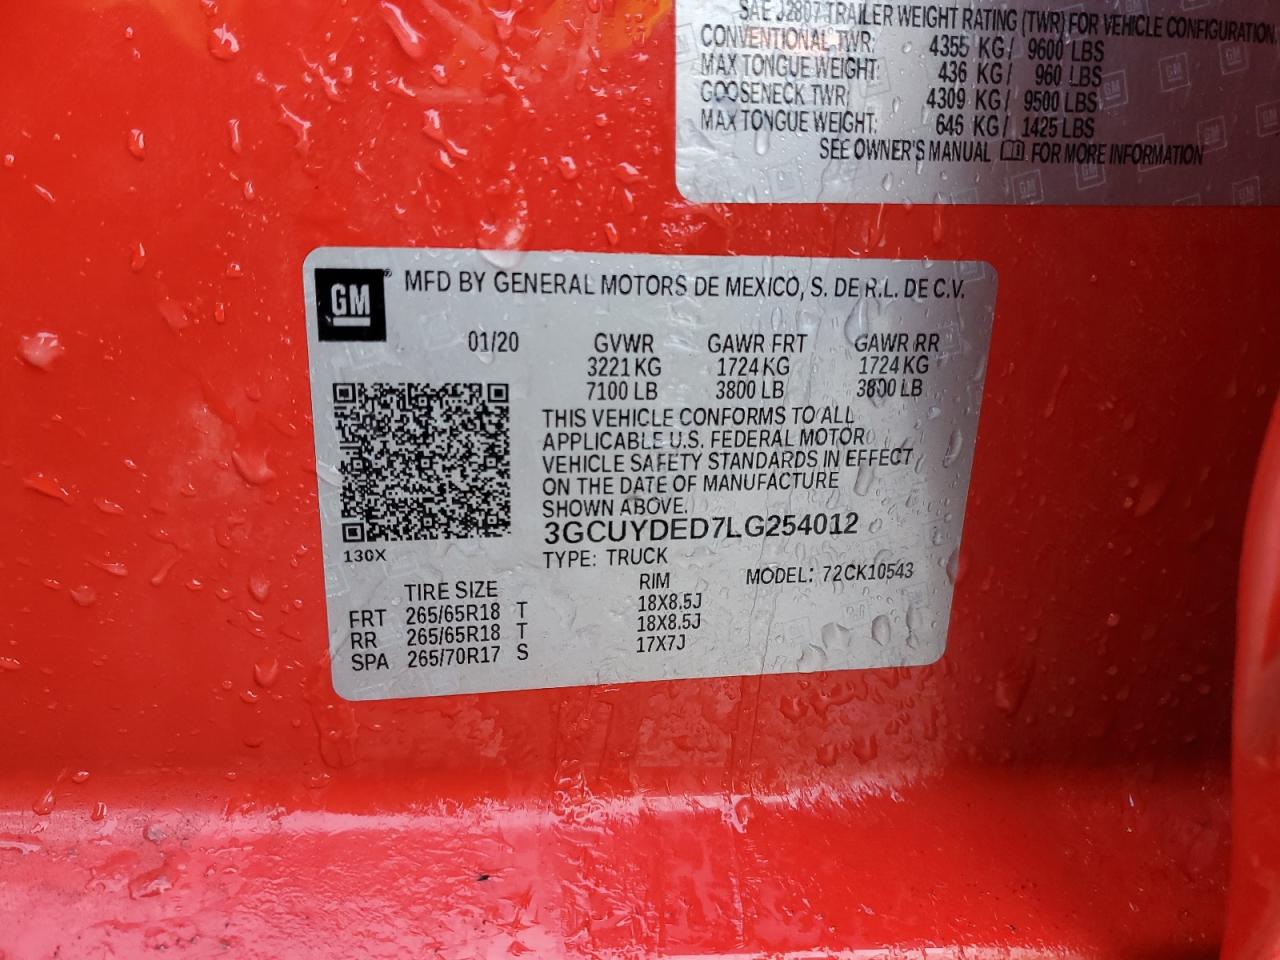 SAE J2807 TRAILER WEIGHT RATING (TWR) FOR VEHICLE CONFIGURATION.
CONVENTIONAL TWR: 4355 KG/ 9600 LBS
MAX TONGUE WEIGHT: 436 KG/ 960 LBS
GOOSENECK TWR: 4309 KG/ 9500 LBS
MAX TONGUE WEIGHT: 646 KG/ 1425 LBS
SEE OWNER'S MANUAL FOR MORE INFORMATION
GM ® MFD BY GENERAL MOTORS DE MEXICO, S. DE R.L. DE C.V.
01/20 GVWR GAWR FRT GAWR RR
3221 KG 1724 KG 1724 KG
7100 LB 3800 LB 3800 LB
THIS VEHICLE CONFORMS TO ALL
APPLICABLE U.S. FEDERAL MOTOR
VEHICLE SAFETY STANDARDS IN EFFECT
ON THE DATE OF MANUFACTURE
SHOWN ABOVE.
3GCUYDED7LG254012
130X TYPE: TRUCK
MODEL: 72CK10543
TIRE SIZE RIM
FRT 265/65R18 T 18X8.5J
RR 265/65R18 T 18X8.5J
SPA 265/70R17 S 17X7J